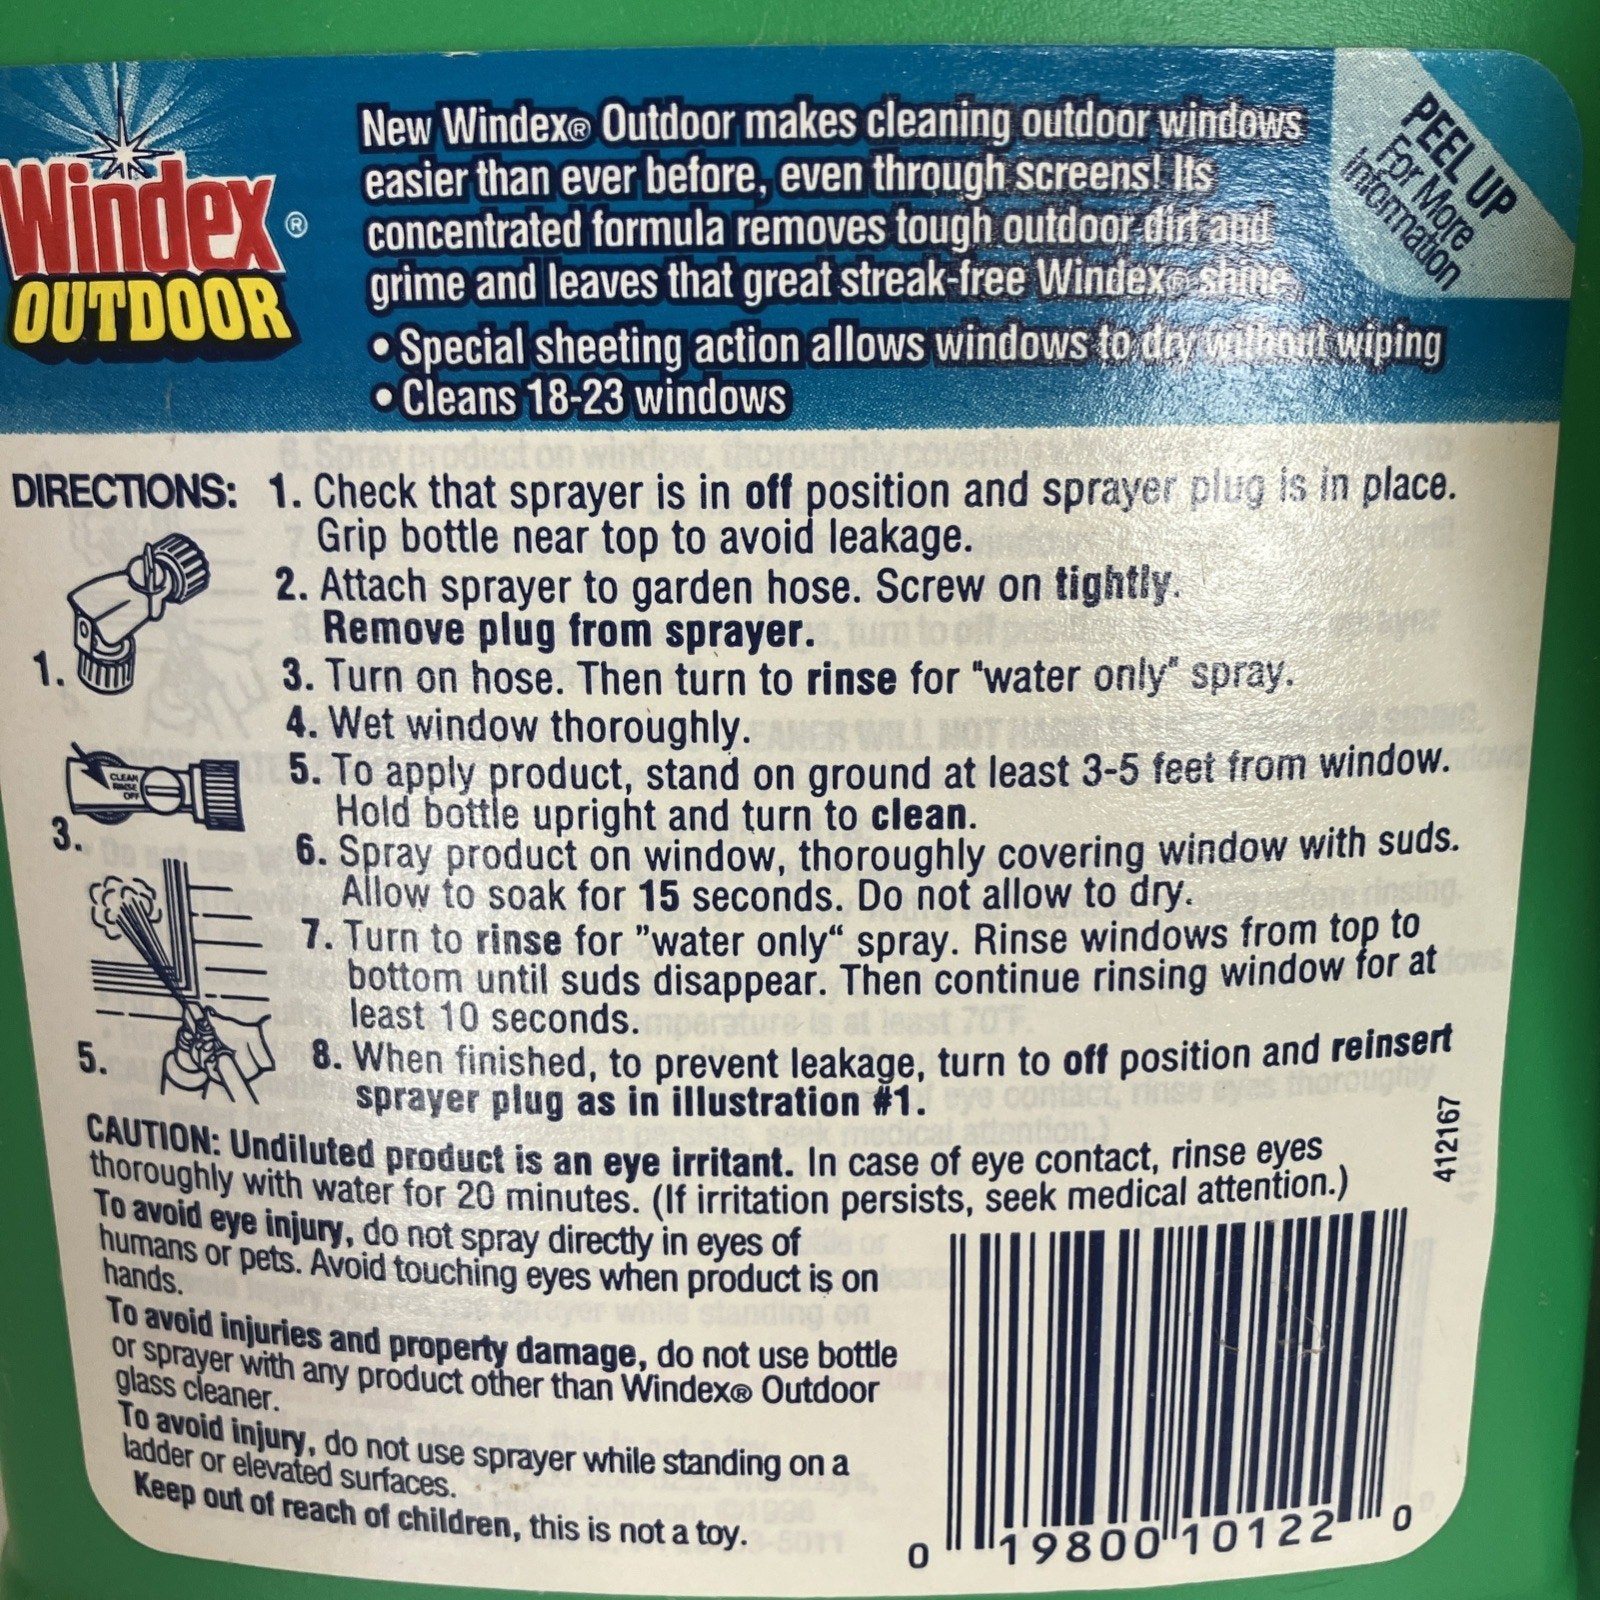 Windex®
OUTDOOR
New Windex® Outdoor makes cleaning outdoor windows
easier than ever before, even through screens! Its
concentrated formula removes tough outdoor dirt and
grime and leaves that great streak-free Windex® shine.
• Special sheeting action allows windows to dry without wiping
• Cleans 18-23 windows
PEEL UP
For More
Information
DIRECTIONS: 1. Check that sprayer is in off position and sprayer plug is in place.
Grip bottle near top to avoid leakage.
2. Attach sprayer to garden hose. Screw on tightly.
Remove plug from sprayer.
1.
3. Turn on hose. Then turn to rinse for "water only" spray.
4. Wet window thoroughly.
5. To apply product, stand on ground at least 3-5 feet from window.
Hold bottle upright and turn to clean.
CLEAN
RINSE
OFF
3.
6. Spray product on window, thoroughly covering window with suds.
Allow to soak for 15 seconds. Do not allow to dry.
7. Turn to rinse for ”water only“ spray. Rinse windows from top to
bottom until suds disappear. Then continue rinsing window for at
least 10 seconds.
5.
8. When finished, to prevent leakage, turn to off position and reinsert
sprayer plug as in illustration #1.
CAUTION: Undiluted product is an eye irritant. In case of eye contact, rinse eyes
thoroughly with water for 20 minutes. (If irritation persists, seek medical attention.)
To avoid eye injury, do not spray directly in eyes of
humans or pets. Avoid touching eyes when product is on
hands.
To avoid injuries and property damage, do not use bottle
or sprayer with any product other than Windex® Outdoor
glass cleaner.
To avoid injury, do not use sprayer while standing on a
ladder or elevated surfaces.
Keep out of reach of children, this is not a toy.
412167
0 19800 10122 0